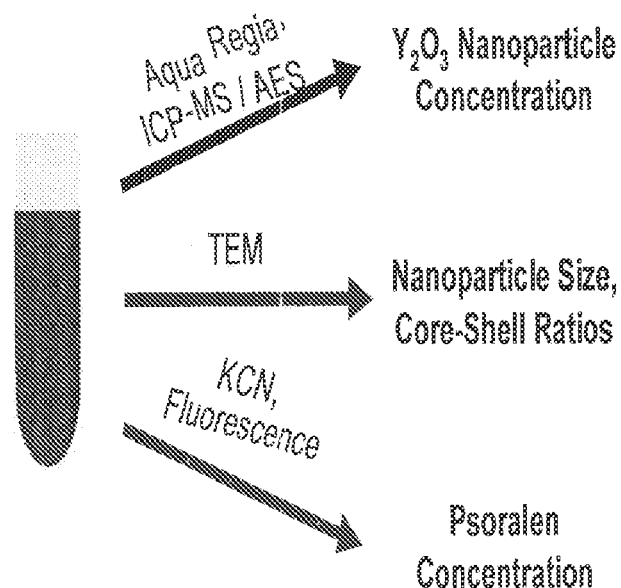 Aqua Regia,
ICP-MS / AES
Y₂O₃ Nanoparticle
Concentration
TEM
Nanoparticle Size,
Core-Shell Ratios
KCN,
Fluorescence
Psoralen
Concentration